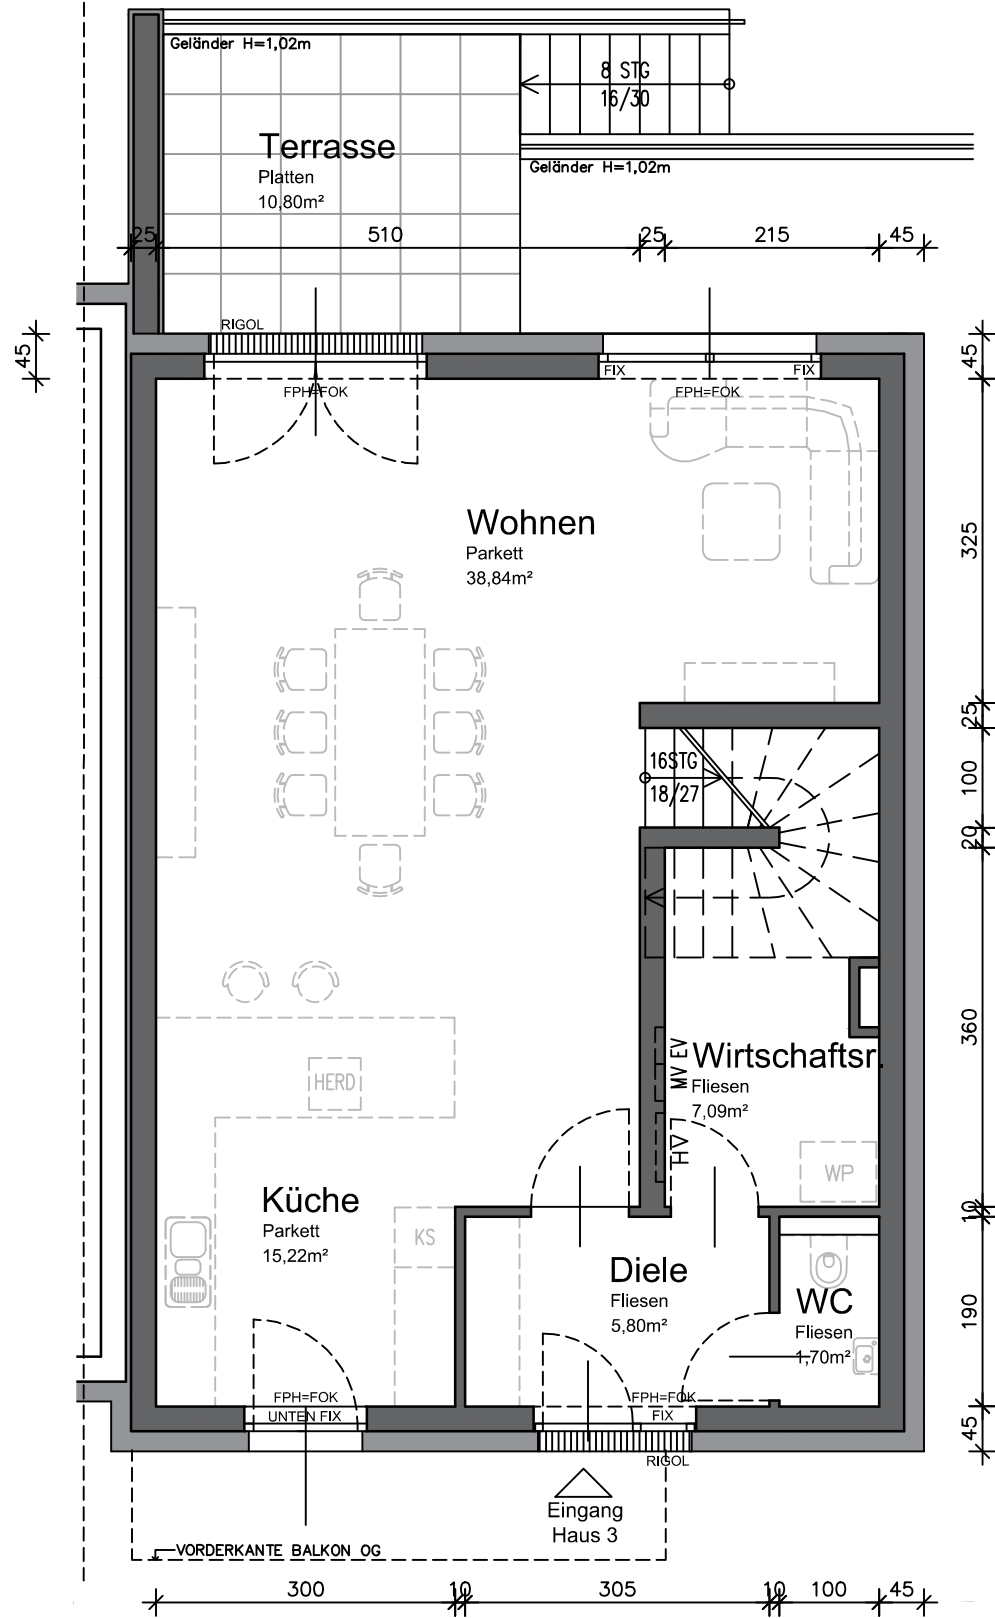 Geländer H=1,02m
8 STG
16/30
Terrasse
Platten
10,80m²
Geländer H=1,02m
25
510
25
215
45
RIGOL
45
45
FIX
FIX
FPH=FOK
FPH=FOK
Wohnen
Parkett
38,84m²
325
25
16STG
18/27
100
20
360
MV EV
Wirtschaftsr.
Fliesen
7,09m²
HERD
HV
WP
Küche
Parkett
15,22m²
KS
10
Diele
Fliesen
5,80m²
WC
Fliesen
1,70m²
190
FPH=FOK
UNTEN FIX
FPH=FOK
FIX
45
RIGOL
Eingang
Haus 3
VORDERKANTE BALKON OG
300
10
305
10
100
45